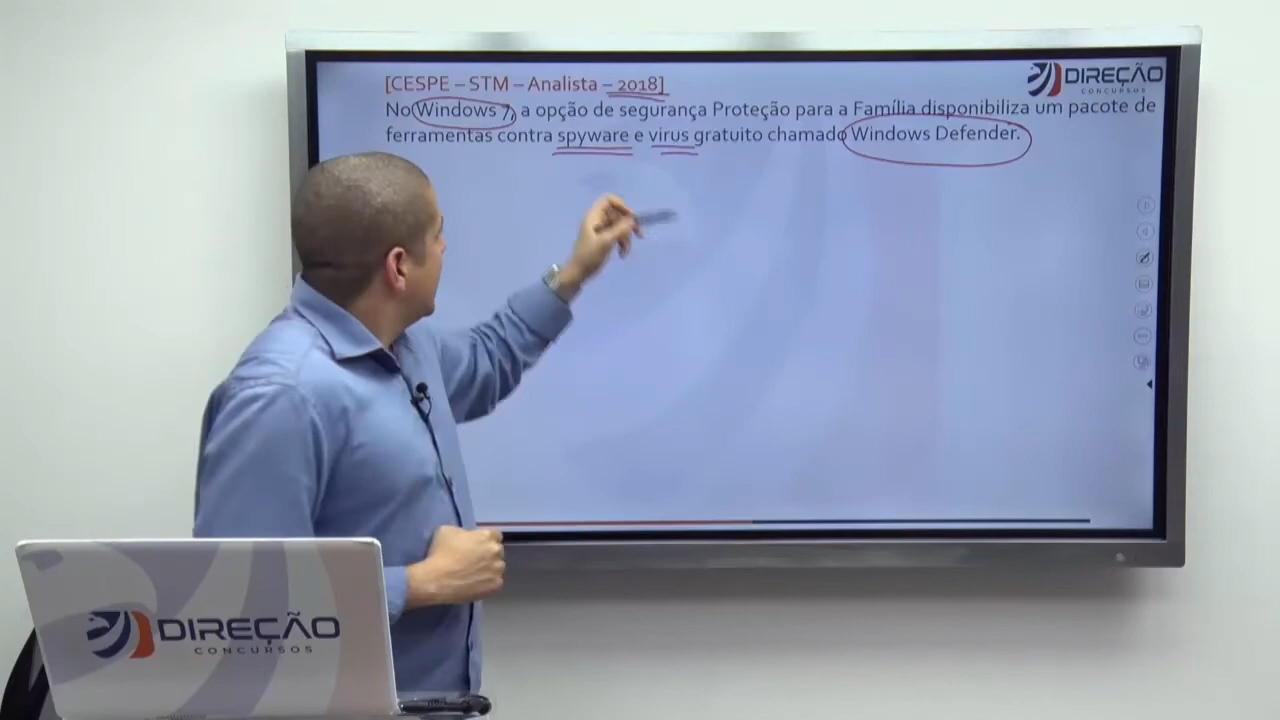 [CESPE – STM – Analista – 2018]
No Windows 7, a opção de segurança Proteção para a Família disponibiliza um pacote de
ferramentas contra spyware e virus gratuito chamado Windows Defender.
DIREÇÃO
CONCURSOS
DIREÇÃO
CONCURSOS